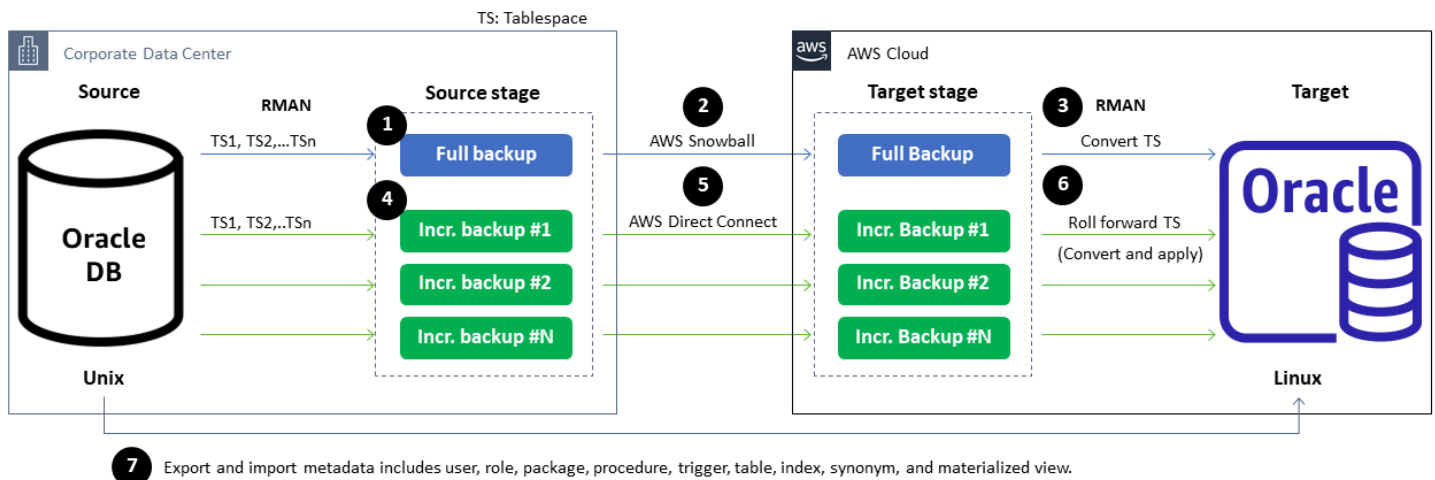 TS: Tablespace
Corporate Data Center
aws
AWS Cloud
Source
RMAN
Source stage
2
Target stage
3
RMAN
Target
1
TS1, TS2,...TSn
Full backup
AWS Snowball
Full Backup
Convert TS
Oracle
DB
4
5
6
Oracle
TS1, TS2,..TSn
Incr. backup #1
AWS Direct Connect
Incr. Backup #1
Roll forward TS
(Convert and apply)
Incr. backup #2
Incr. Backup #2
Incr. backup #N
Incr. Backup #N
Unix
Linux
7
Export and import metadata includes user, role, package, procedure, trigger, table, index, synonym, and materialized view.